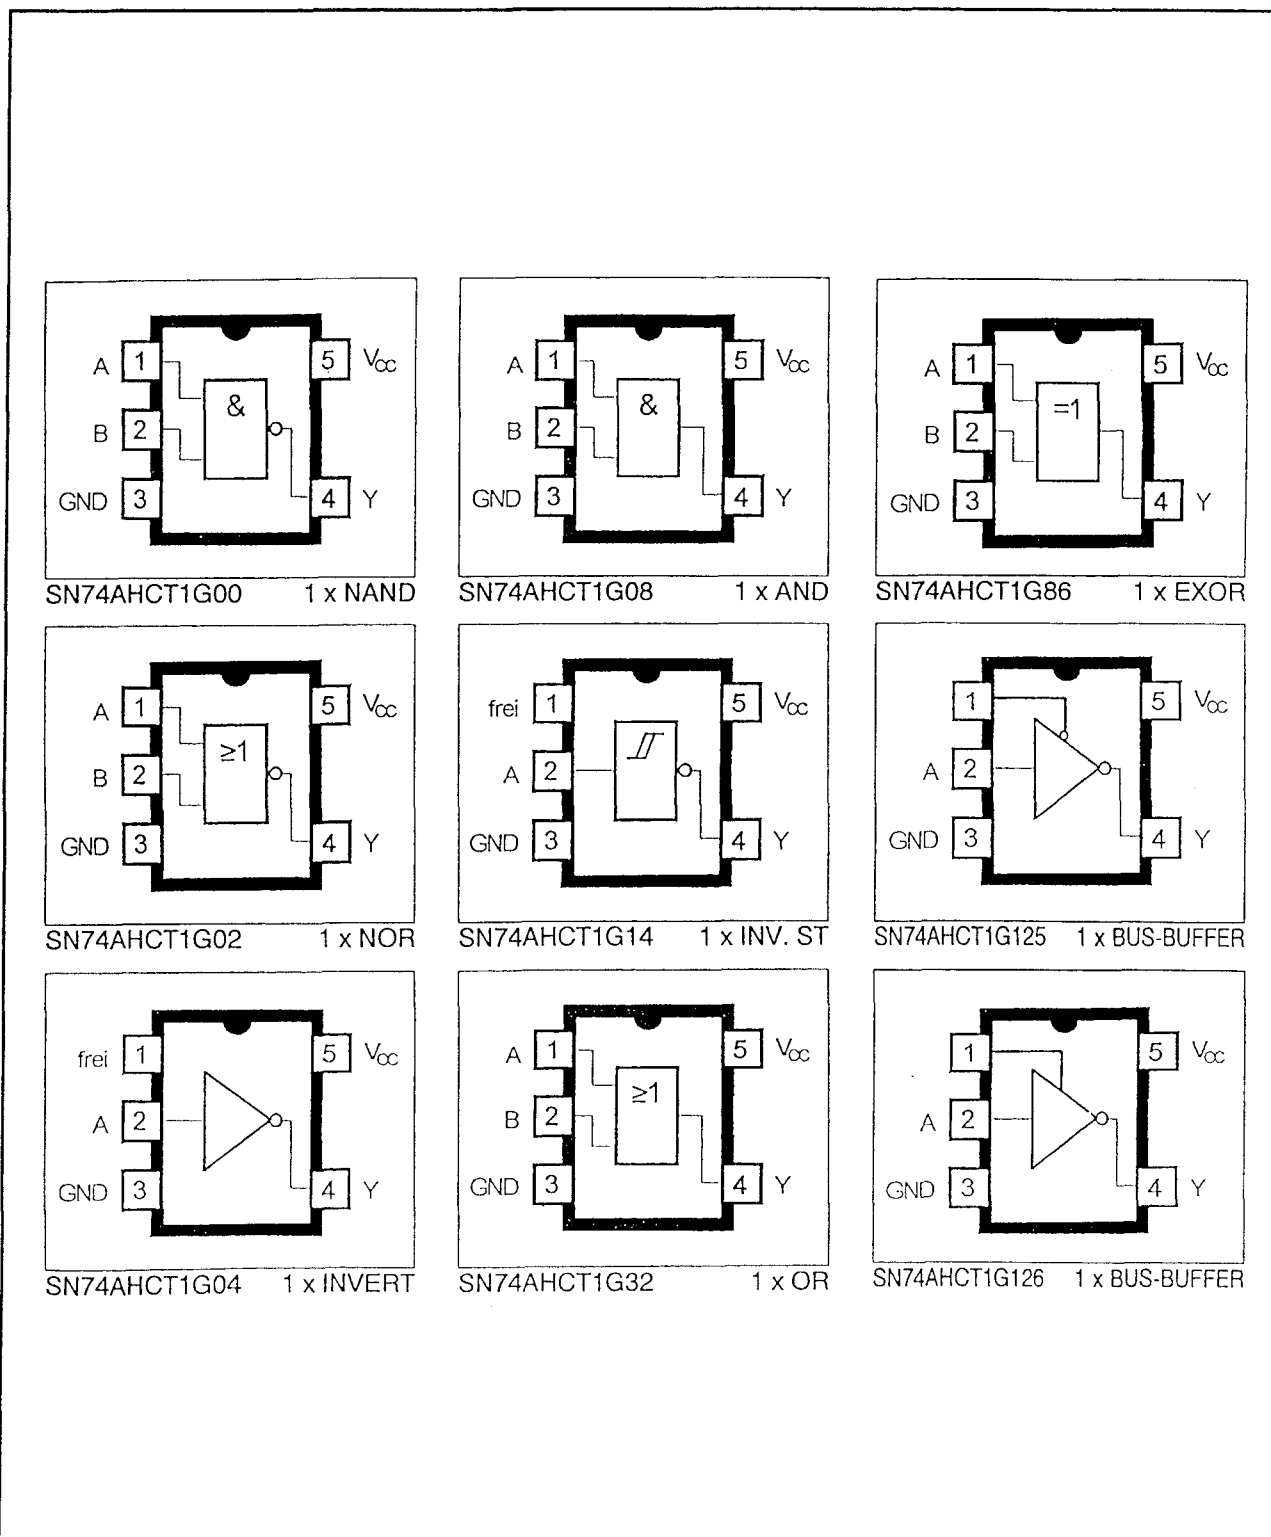 A 1 5 VCC
&
B 2
GND 3 4 Y
SN74AHCT1G00 1 x NAND
A 1 5 VCC
&
B 2
GND 3 4 Y
SN74AHCT1G08 1 x AND
A 1 5 VCC
=1
B 2
GND 3 4 Y
SN74AHCT1G86 1 x EXOR
A 1 5 VCC
≥1
B 2
GND 3 4 Y
SN74AHCT1G02 1 x NOR
frei 1 5 VCC
A 2
GND 3 4 Y
SN74AHCT1G14 1 x INV. ST
1 5 VCC
A 2
GND 3 4 Y
SN74AHCT1G125 1 x BUS-BUFFER
frei 1 5 VCC
A 2
GND 3 4 Y
SN74AHCT1G04 1 x INVERT
A 1 5 VCC
≥1
B 2
GND 3 4 Y
SN74AHCT1G32 1 x OR
1 5 VCC
A 2
GND 3 4 Y
SN74AHCT1G126 1 x BUS-BUFFER